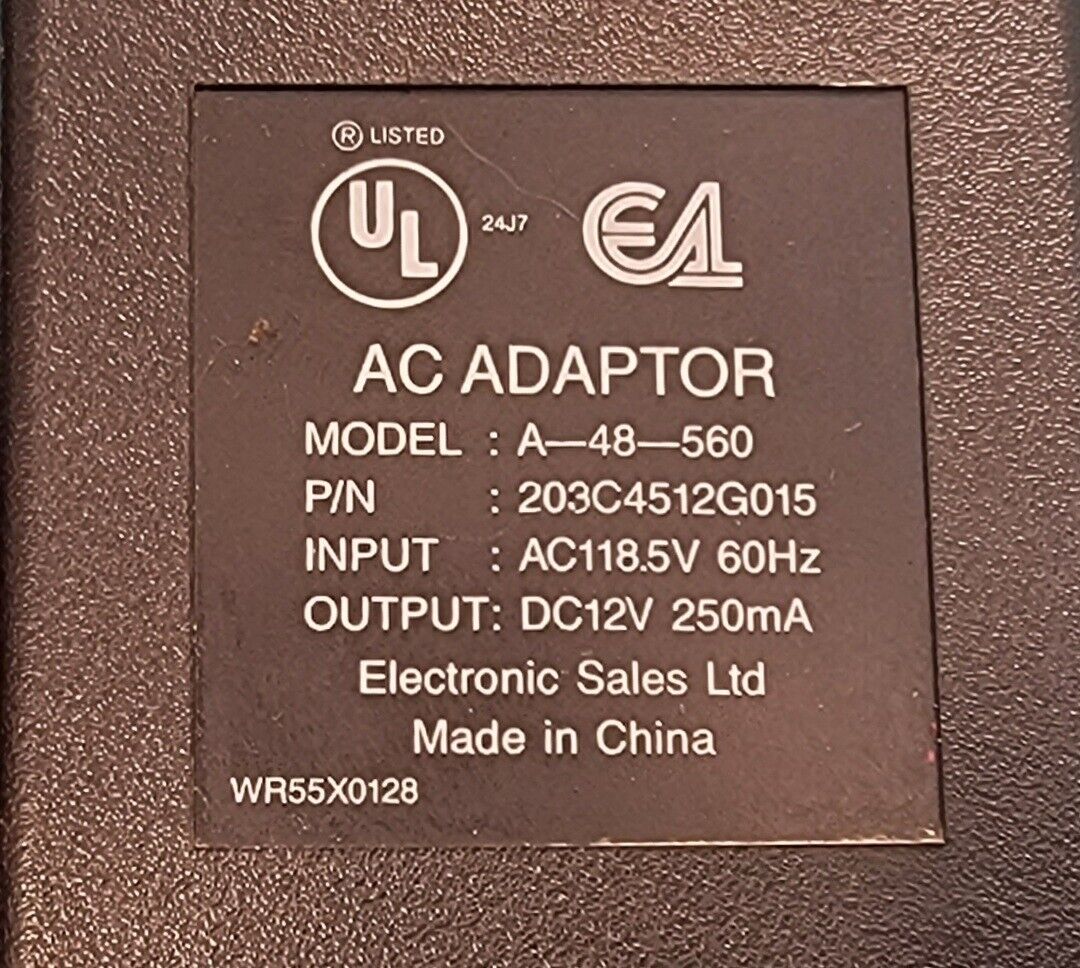 ® LISTED
UL 24J7
AC ADAPTOR
MODEL : A—48—560
P/N : 203C4512G015
INPUT : AC118.5V 60Hz
OUTPUT: DC12V 250mA
Electronic Sales Ltd
Made in China
WR55X0128